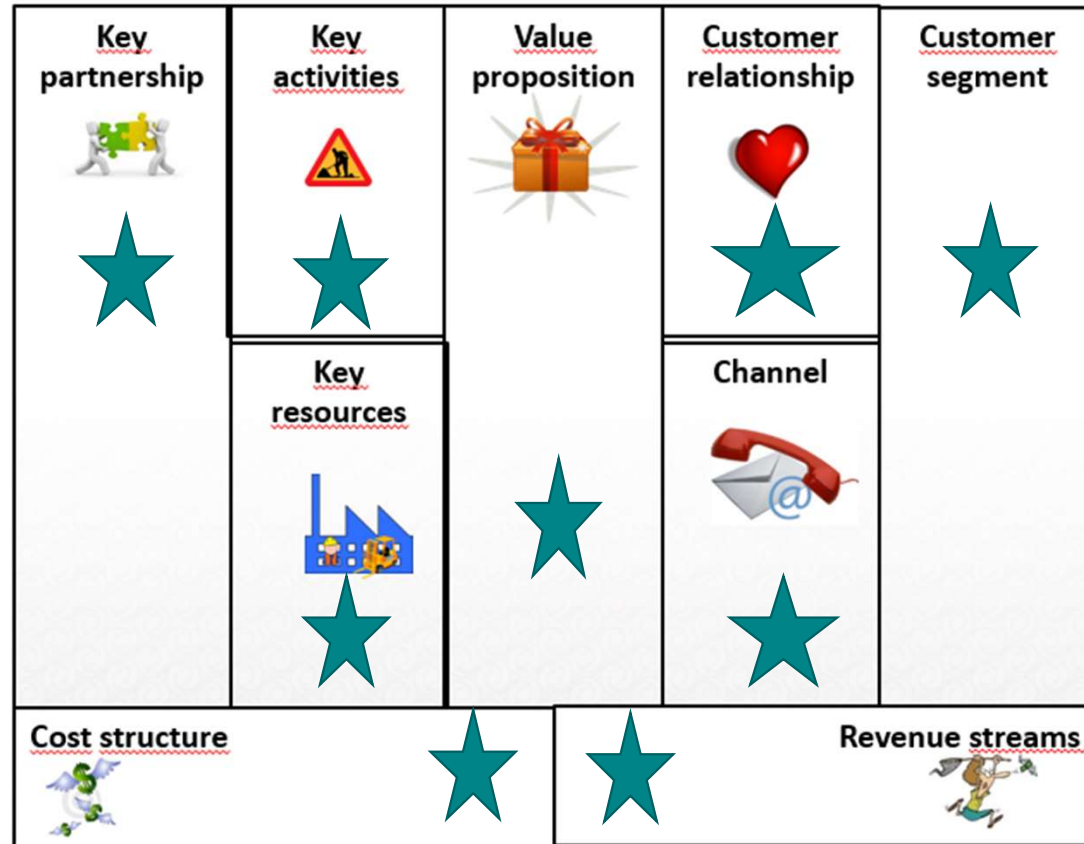 Key
partnership
Key
activities
Value
proposition
Customer
relationship
Customer
segment
Key
resources
Channel
@
Cost structure
Revenue streams